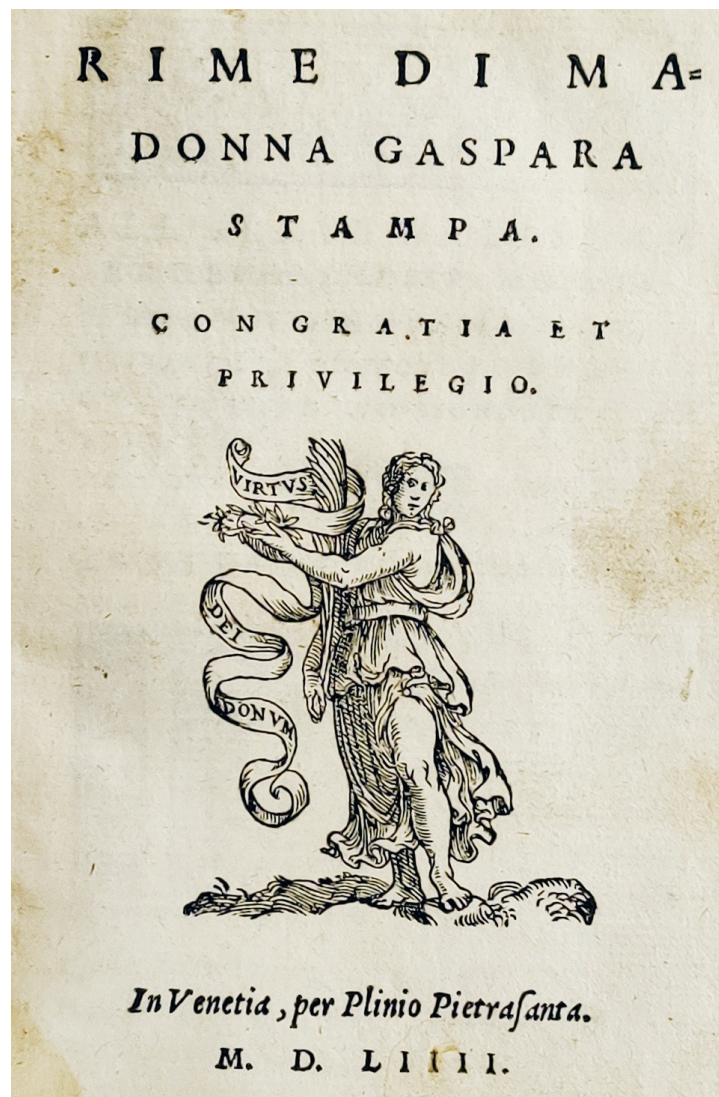 RIME DI MA=
DONNA GASPARA
STAMPA.
CON GRATIA ET
PRIVILEGIO.
VIRTVS
DEI
DONVM
In Venetia, per Plinio Pietraſanta.
M. D. LIIII.